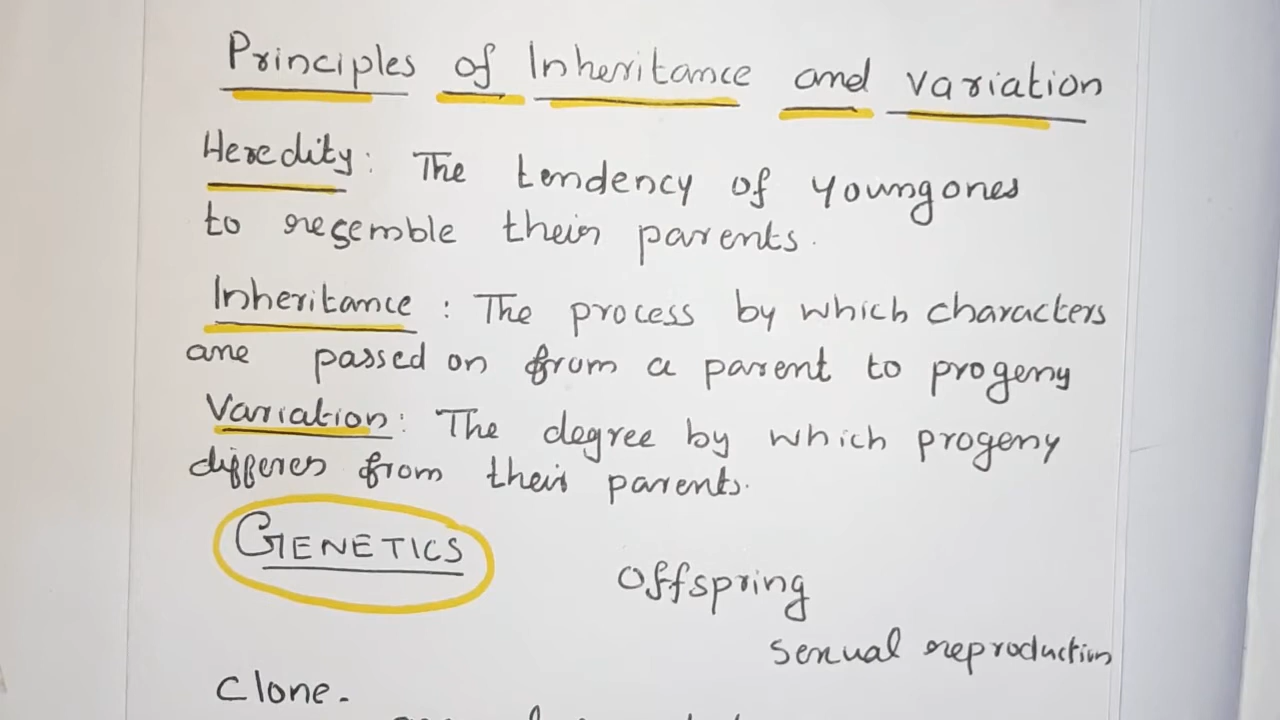 Principles of Inheritance and variation
Heredity: The tendency of youngones
to resemble their parents.
Inheritance: The process by which characters
are passed on from a parent to progeny
Variation: The degree by which progeny
differes from their parents.
GENETICS
Offspring
sexual reproduction
Clone.